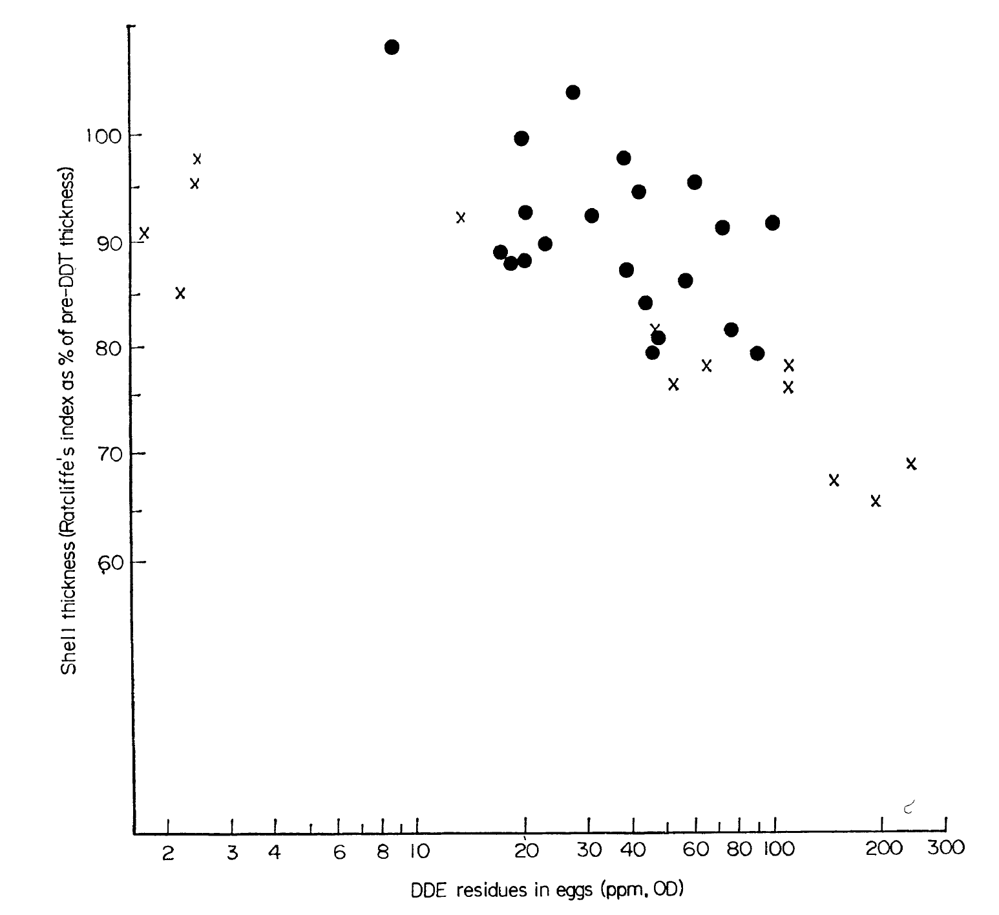 Shell thickness (Ratcliffe's index as % of pre-DDT thickness)
100
90
80
70
60
2 3 4 6 8 10 20 30 40 60 80 100 200 300
DDE residues in eggs (ppm, OD)